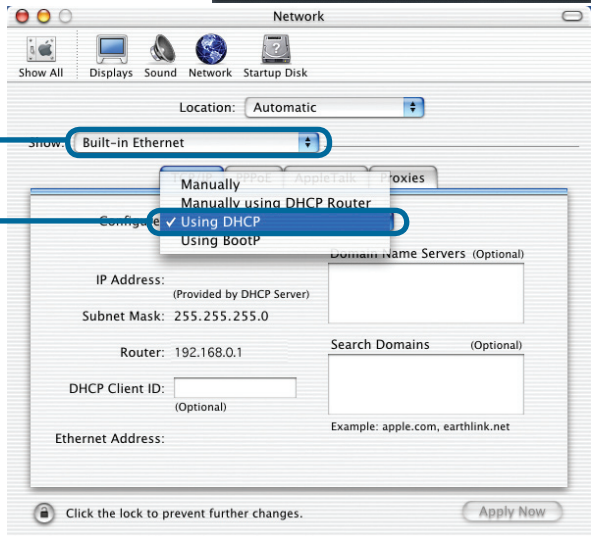 Network
Show All Displays Sound Network Startup Disk
Location: Automatic
Show: Built-in Ethernet
PPPoE AppleTalk Proxies
Manually
Manually using DHCP Router
Configure ✓ Using DHCP
Using BootP
Domain Name Servers (Optional)
IP Address:
(Provided by DHCP Server)
Subnet Mask: 255.255.255.0
Router: 192.168.0.1
Search Domains (Optional)
DHCP Client ID:
(Optional)
Example: apple.com, earthlink.net
Ethernet Address:
Click the lock to prevent further changes.
Apply Now